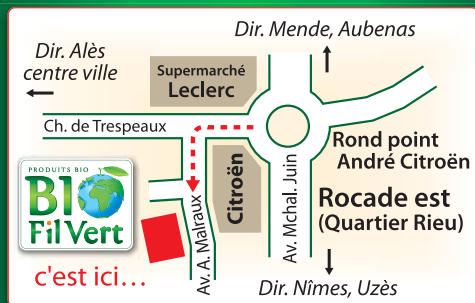 Dir. Mende, Aubenas
Dir. Alès
centre ville
Supermarché
Leclerc
Ch. de Trespeaux
Rond point
André Citroën
Citroën
PRODUITS BIO
BIO
Fil Vert
Av. A. Malraux
Av. Mchal. Juin
Rocade est
(Quartier Rieu)
c'est ici...
Dir. Nîmes, Uzès